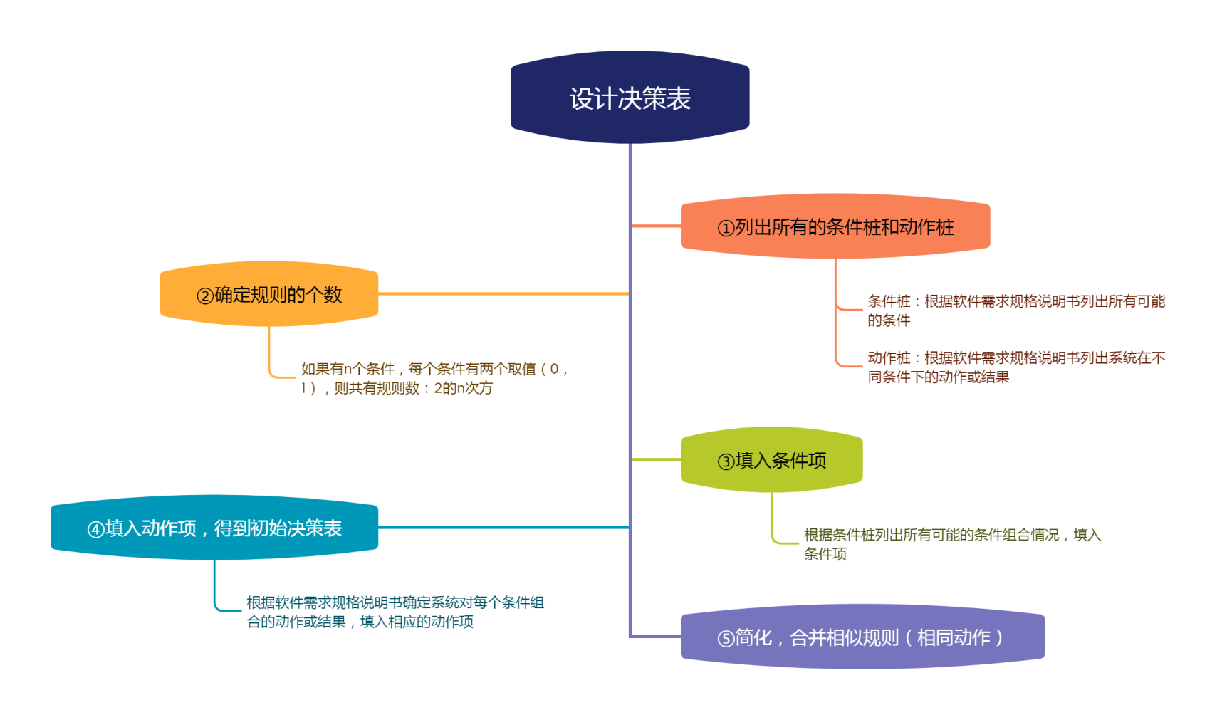 设计决策表
①列出所有的条件桩和动作桩
条件桩：根据软件需求规格说明书列出所有可能
的条件
动作桩：根据软件需求规格说明书列出系统在不
同条件下的动作或结果
②确定规则的个数
如果有n个条件，每个条件有两个取值（0，
1），则共有规则数：2的n次方
③填入条件项
根据条件桩列出所有可能的条件组合情况，填入
条件项
④填入动作项，得到初始决策表
根据软件需求规格说明书确定系统对每个条件组
合的动作或结果，填入相应的动作项
⑤简化，合并相似规则（相同动作）